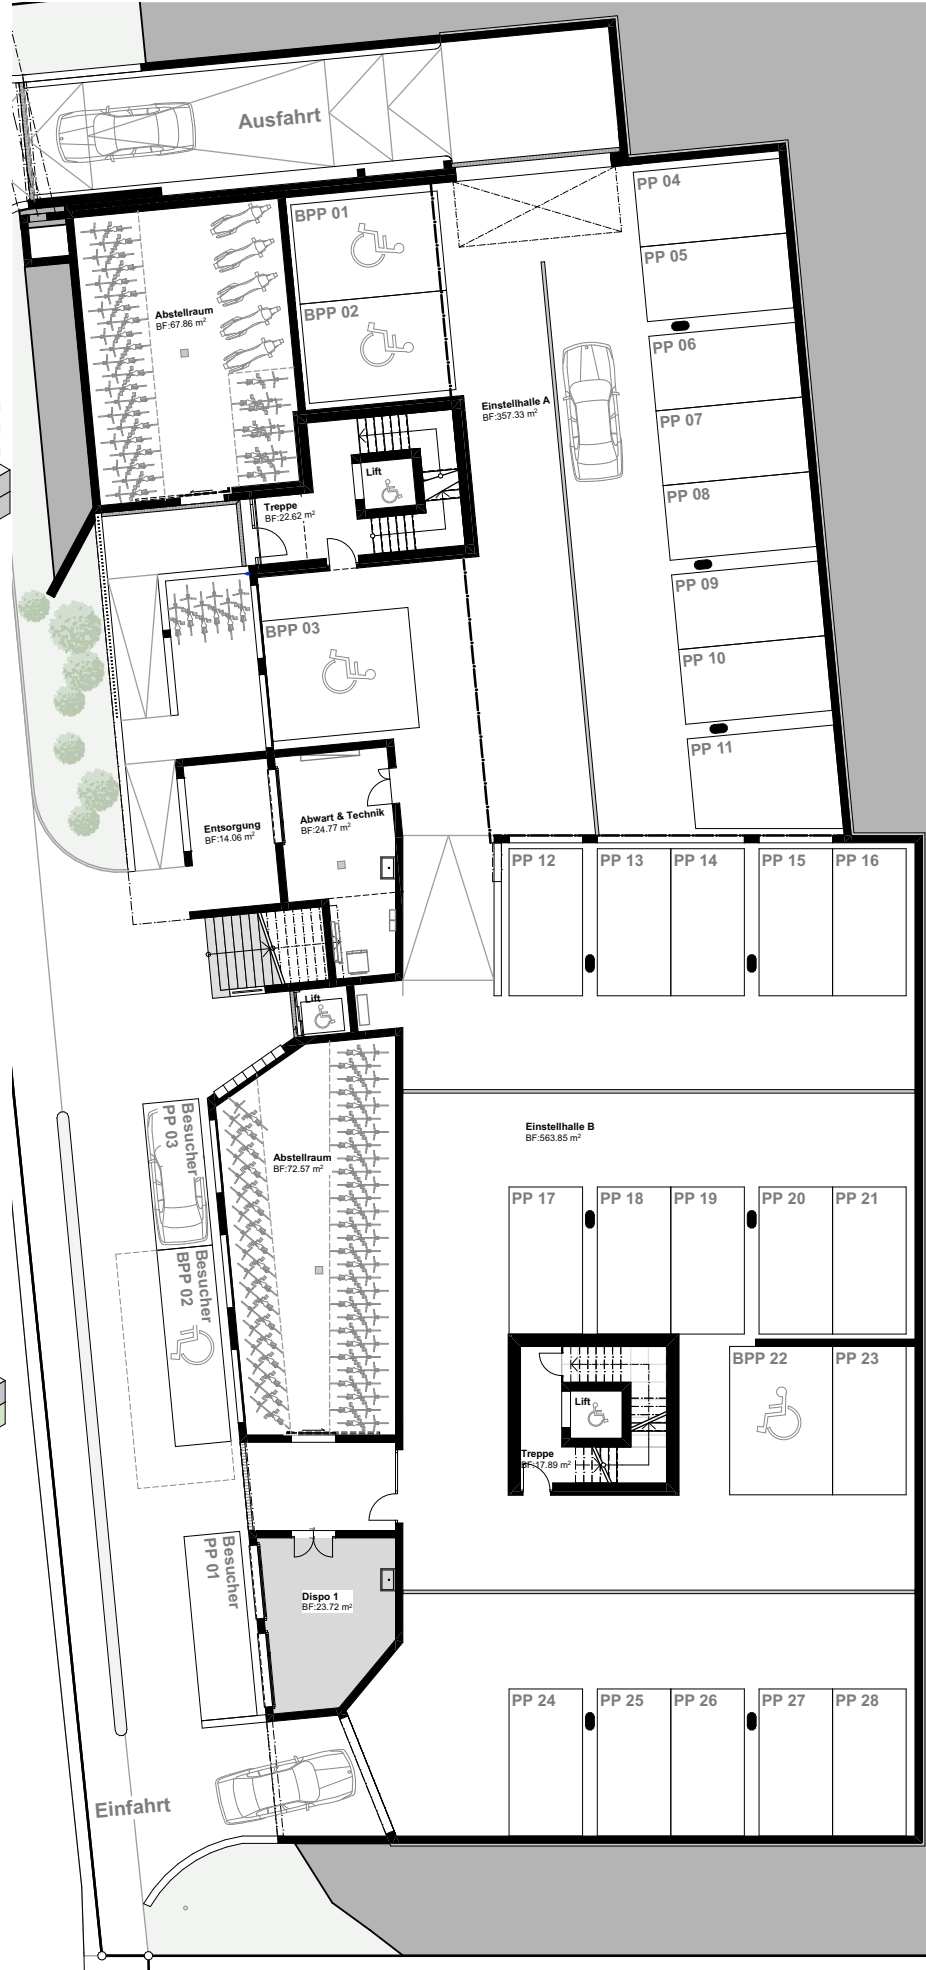 Ausfahrt
PP 04
BPP 01
PP 05
BPP 02
Abstellraum
BF:67.86 m²
PP 06
Einstellhalle A
BF:357.33 m²
PP 07
Lift
PP 08
Treppe
BF:22.62 m²
PP 09
BPP 03
PP 10
PP 11
Abwart & Technik
BF:24.77 m²
Entsorgung
BF:14.06 m²
PP 12
PP 13
PP 14
PP 15
PP 16
Lift
Besucher
PP 03
Abstellraum
BF:72.57 m²
Einstellhalle B
BF:563.85 m²
PP 17
PP 18
PP 19
PP 20
PP 21
Besucher
BPP 02
BPP 22
PP 23
Lift
Treppe
BF:17.89 m²
Besucher
PP 01
Dispo 1
BF:23.72 m²
PP 24
PP 25
PP 26
PP 27
PP 28
Einfahrt